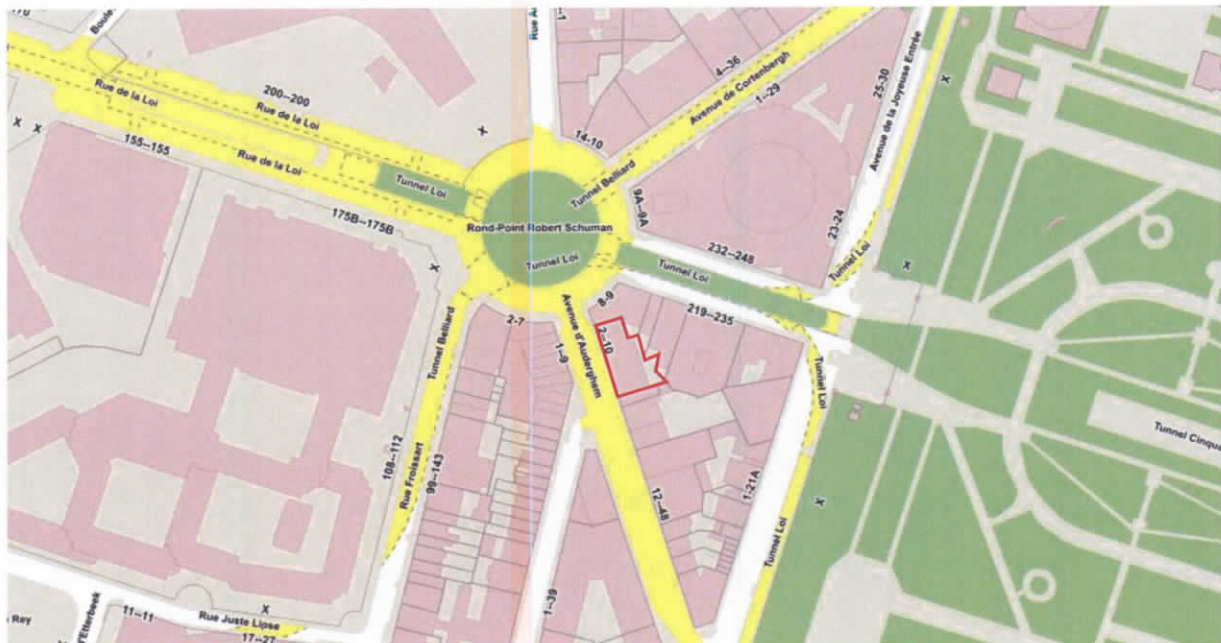 Boule
Rue A
1--1
4--36
Avenue de Cortenbergh
1--29
25-30
Avenue de la Joyeuse Entrée
X
Rue de la Loi
200--200
Rue de la Loi
X
X X
155--155
Rue de la Loi
14-10
Tunnel Belliard
Tunnel Loi
9A--9A
175B--175B
Rond-Point Robert Schuman
23-24
232--248
Tunnel Loi
X
Tunnel Loi
Tunnel Loi
X
8-9
219--235
2-7
Avenue d'Auderghem
2--10
1--9
Tunnel Belliard
Tunnel Loi
Tunnel Cinqua
108--112
Rue Froissart
99--143
12--48
1-21A
X
Tunnel Loi
11--11
X
Rue Juste Lipse
17--27
1--39
REY
d'Etterbeek